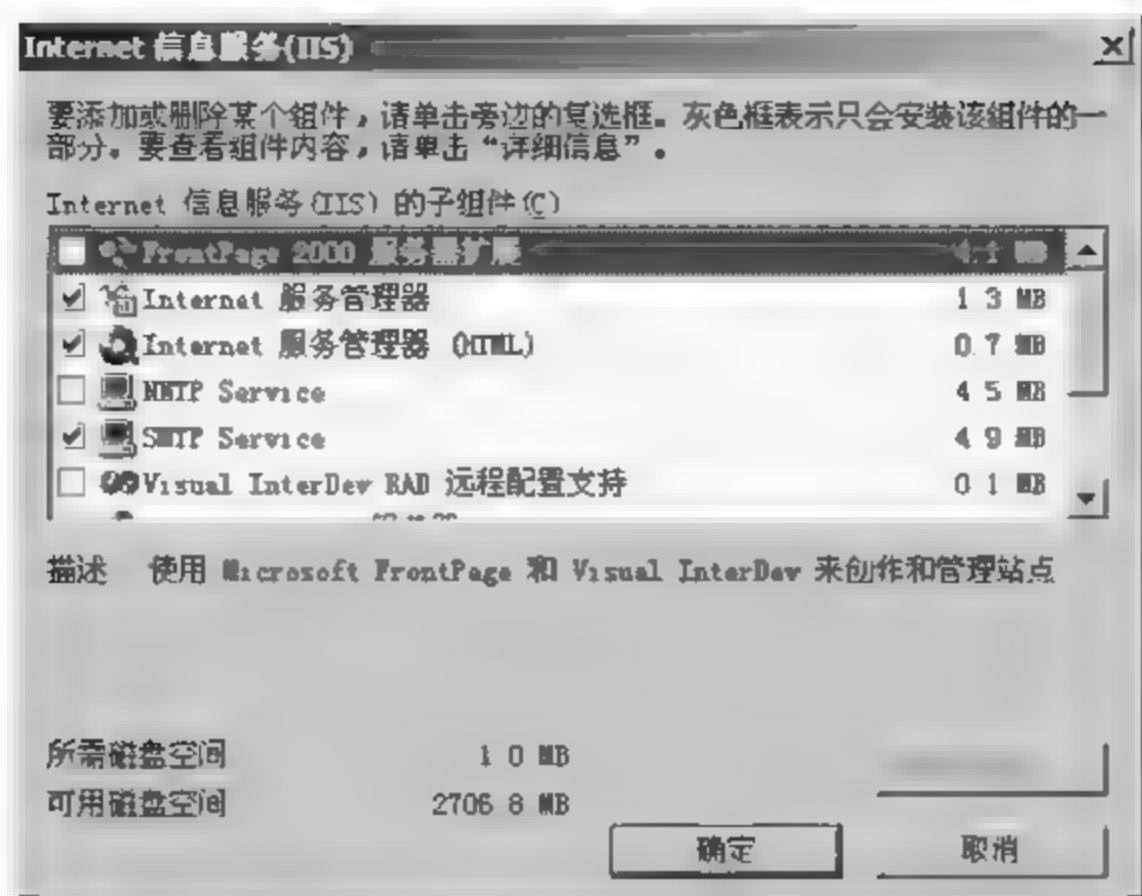 Internet 信息服务(IIS)
要添加或删除某个组件，请单击旁边的复选框。灰色框表示只会安装该组件的一
部分。要查看组件内容，请单击“详细信息”。
Internet 信息服务(IIS) 的子组件(C)
FrontPage 2000 服务器扩展 MB
Internet 服务管理器 1 3 MB
Internet 服务管理器 (HTML) 0.7 MB
NNTP Service 4 5 MB
SMTP Service 4 9 MB
Visual InterDev RAD 远程配置支持 0 1 MB
描述 使用 Microsoft FrontPage 和 Visual InterDev 来创作和管理站点
所需磁盘空间 1 0 MB
可用磁盘空间 2706 8 MB
确定 取消